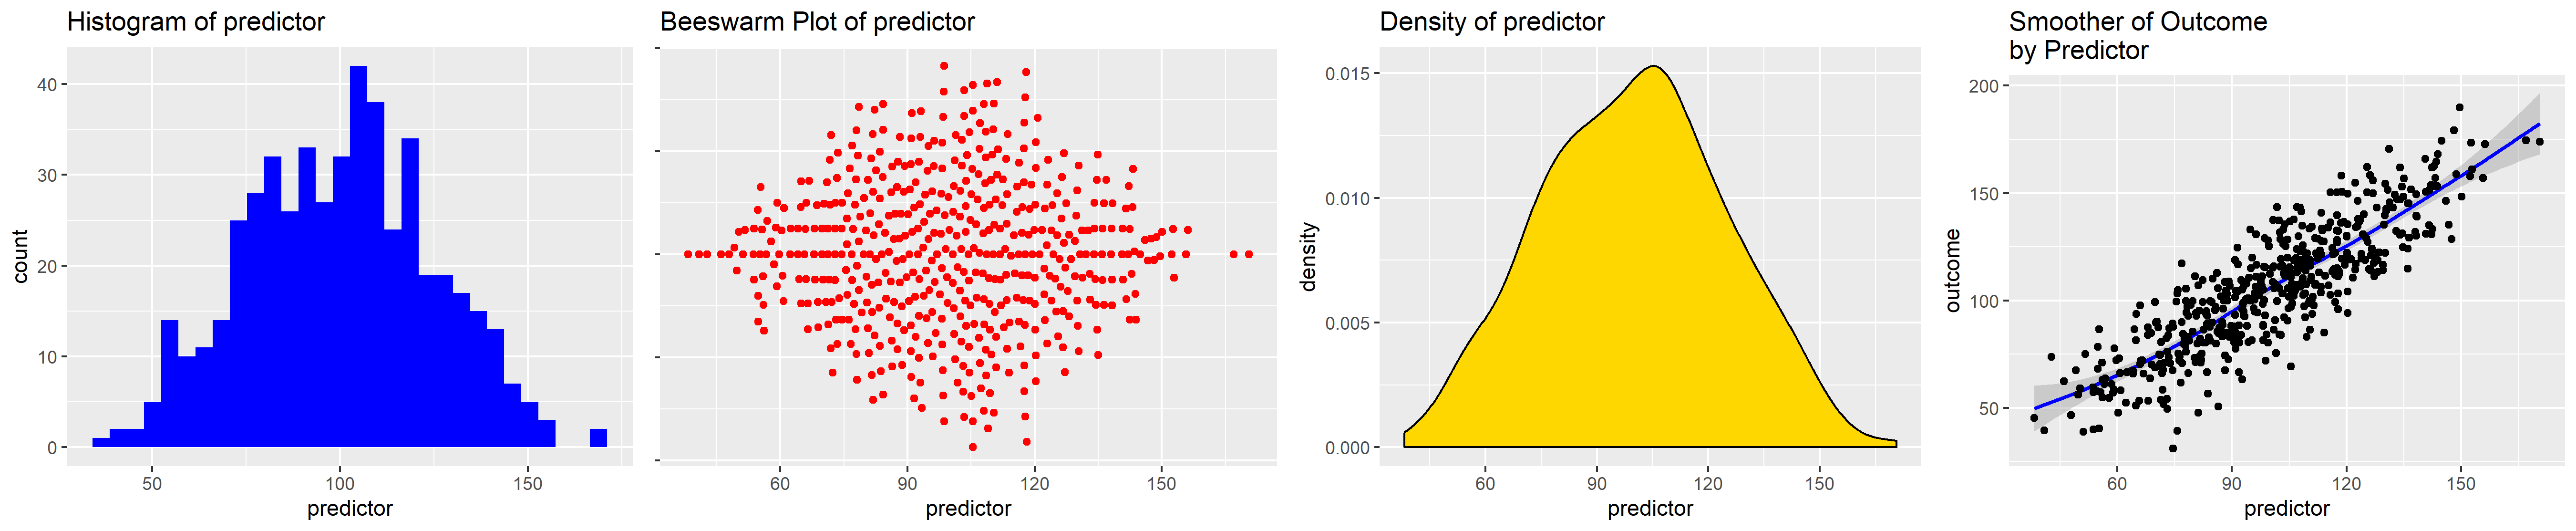 Histogram of predictor
count
40
30
20
10
0
50
100
150
predictor
Beeswarm Plot of predictor
60
90
120
150
predictor
Density of predictor
density
0.015
0.010
0.005
0.000
60
90
120
150
predictor
Smoother of Outcome
by Predictor
outcome
200
150
100
50
60
90
120
150
predictor